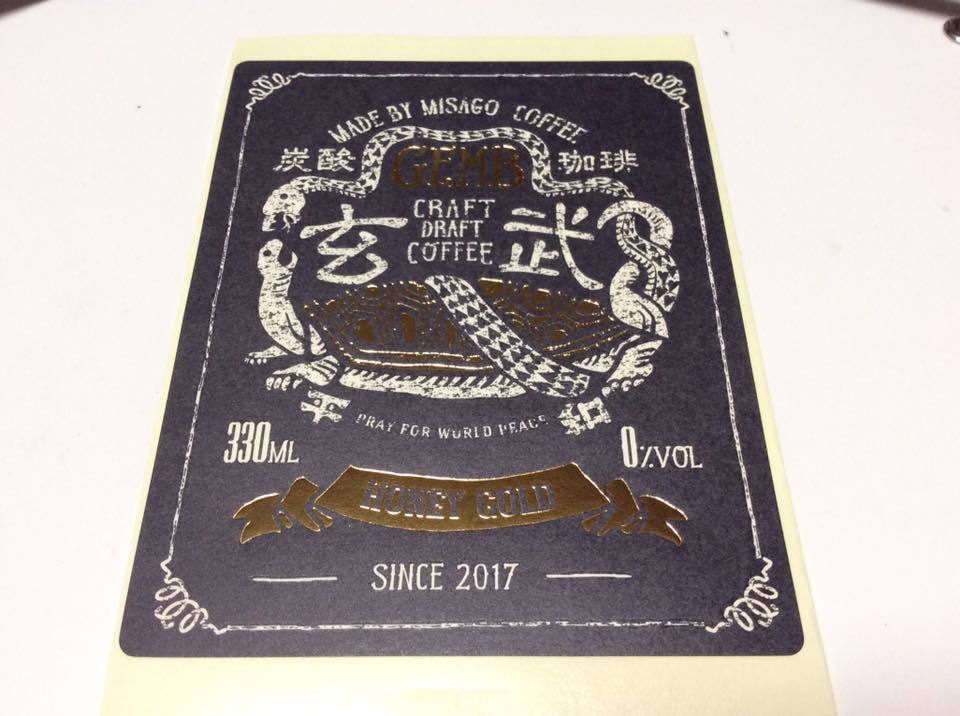 MADE BY MISAGO COFFEE
炭酸 GEMB 珈琲
玄武
CRAFT
DRAFT
COFFEE
平和
PRAY FOR WORLD PEACE
330ML
0%VOL
HONEY GOLD
SINCE 2017